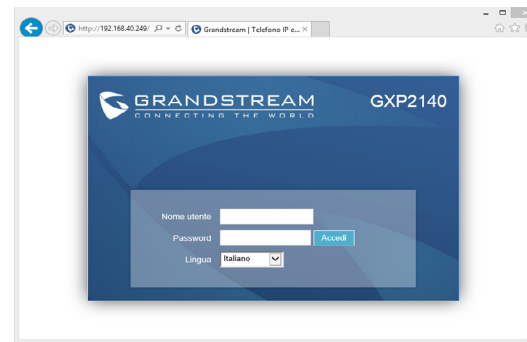 http://192.168.40.249/
Grandstream | Telefono IP c...
GRANDSTREAM
CONNECTING THE WORLD
GXP2140
Nome utente
Password
Accedi
Lingua
Italiano